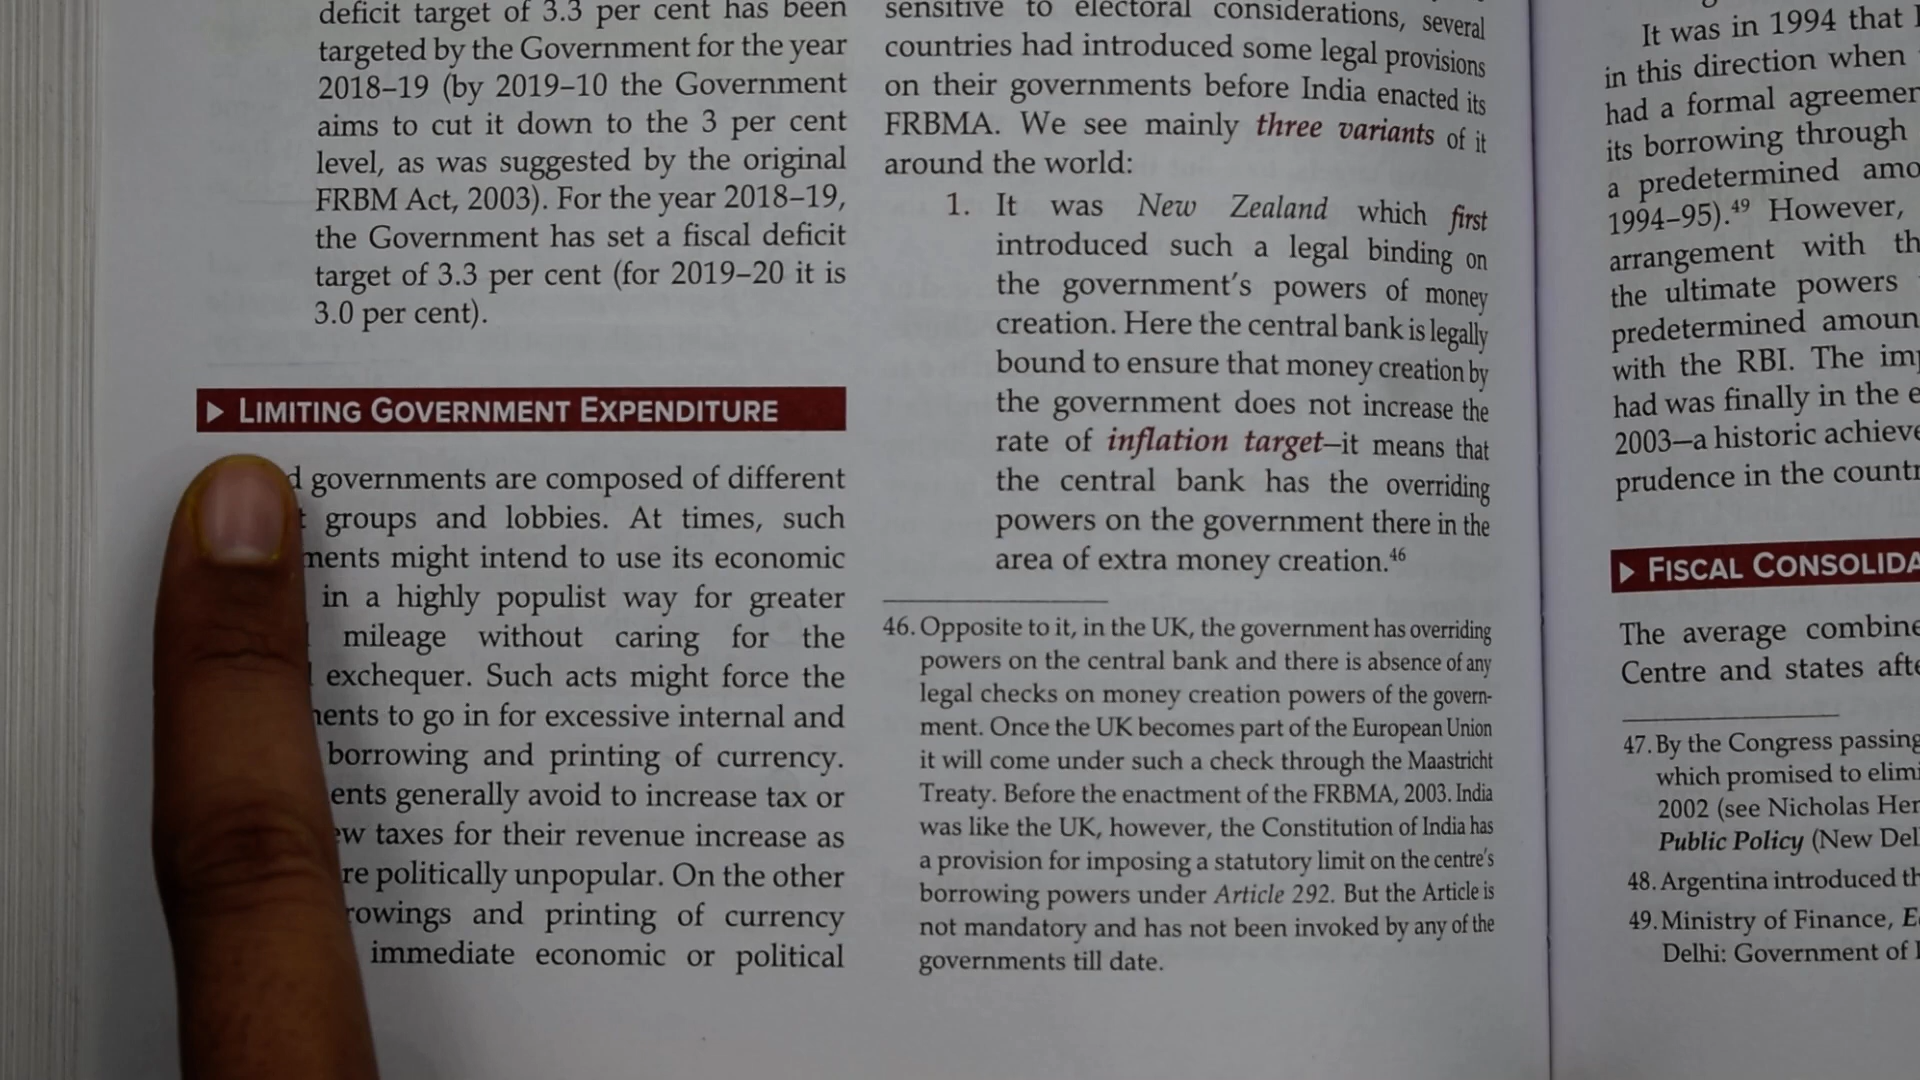 deficit target of 3.3 per cent has been
targeted by the Government for the year
2018–19 (by 2019–10 the Government
aims to cut it down to the 3 per cent
level, as was suggested by the original
FRBM Act, 2003). For the year 2018–19,
the Government has set a fiscal deficit
target of 3.3 per cent (for 2019–20 it is
3.0 per cent).
▶ LIMITING GOVERNMENT EXPENDITURE
governments are composed of different
groups and lobbies. At times, such
might intend to use its economic
in a highly populist way for greater
mileage without caring for the
exchequer. Such acts might force the
to go in for excessive internal and
borrowing and printing of currency.
generally avoid to increase tax or
taxes for their revenue increase as
politically unpopular. On the other
and printing of currency
immediate economic or political
sensitive to electoral considerations, several
countries had introduced some legal provisions
on their governments before India enacted its
FRBMA. We see mainly three variants of it
around the world:
1. It was New Zealand which first
introduced such a legal binding on
the government's powers of money
creation. Here the central bank is legally
bound to ensure that money creation by
the government does not increase the
rate of inflation target—it means that
the central bank has the overriding
powers on the government there in the
area of extra money creation.46
46. Opposite to it, in the UK, the government has overriding
powers on the central bank and there is absence of any
legal checks on money creation powers of the govern-
ment. Once the UK becomes part of the European Union
it will come under such a check through the Maastricht
Treaty. Before the enactment of the FRBMA, 2003. India
was like the UK, however, the Constitution of India has
a provision for imposing a statutory limit on the centre's
borrowing powers under Article 292. But the Article is
not mandatory and has not been invoked by any of the
governments till date.
It was in 1994 that
in this direction when
had a formal
its borrowing through
a predetermined
1994–95).49 However,
arrangement with
the ultimate powers
predetermined
with the RBI. The
had was finally in the
2003—a historic
prudence in the
▶ FISCAL
The average
Centre and states
47. By the Congress passing
which promised to
2002 (see Nicholas
Public Policy (New
48. Argentina introduced
49. Ministry of Finance,
Delhi: Government of